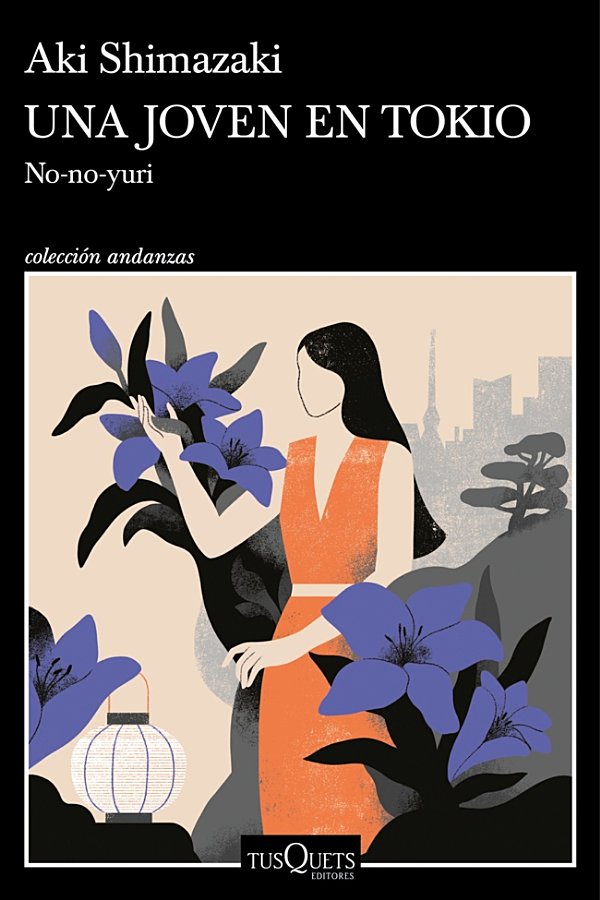 Aki Shimazaki
UNA JOVEN EN TOKIO
No-no-yuri
colección andanzas
TUSQUETS
EDITORES